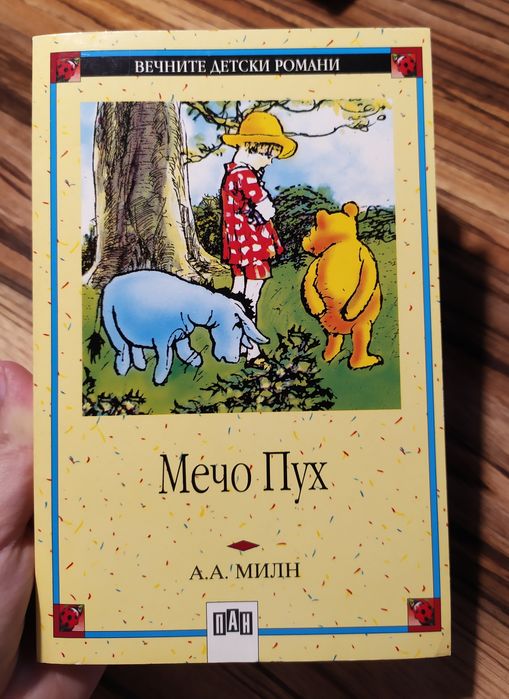 ВЕЧНИТЕ ДЕТСКИ РОМАНИ
Мечо Пух
А.А. МИЛН
ПАН